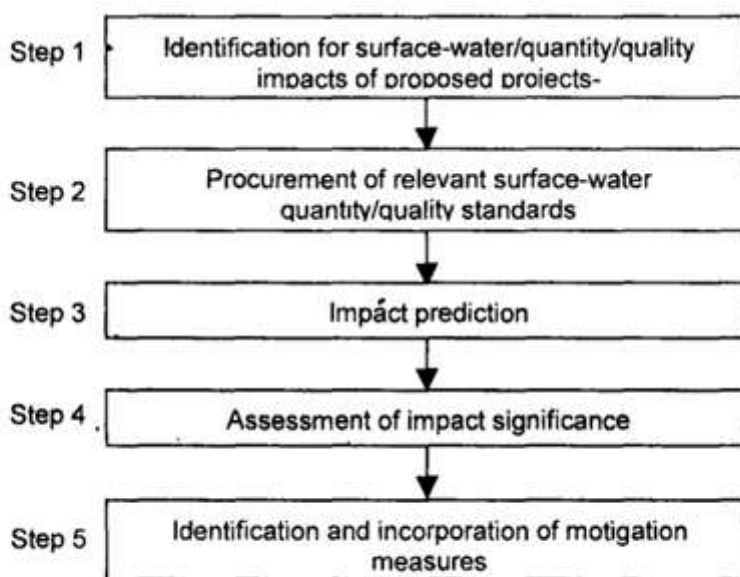 Step 1
Identification for surface-water/quantity/quality
impacts of proposed projects-
Step 2
Procurement of relevant surface-water
quantity/quality standards
Step 3
Impact prediction
Step 4
Assessment of impact significance
Step 5
Identification and incorporation of motigation
measures